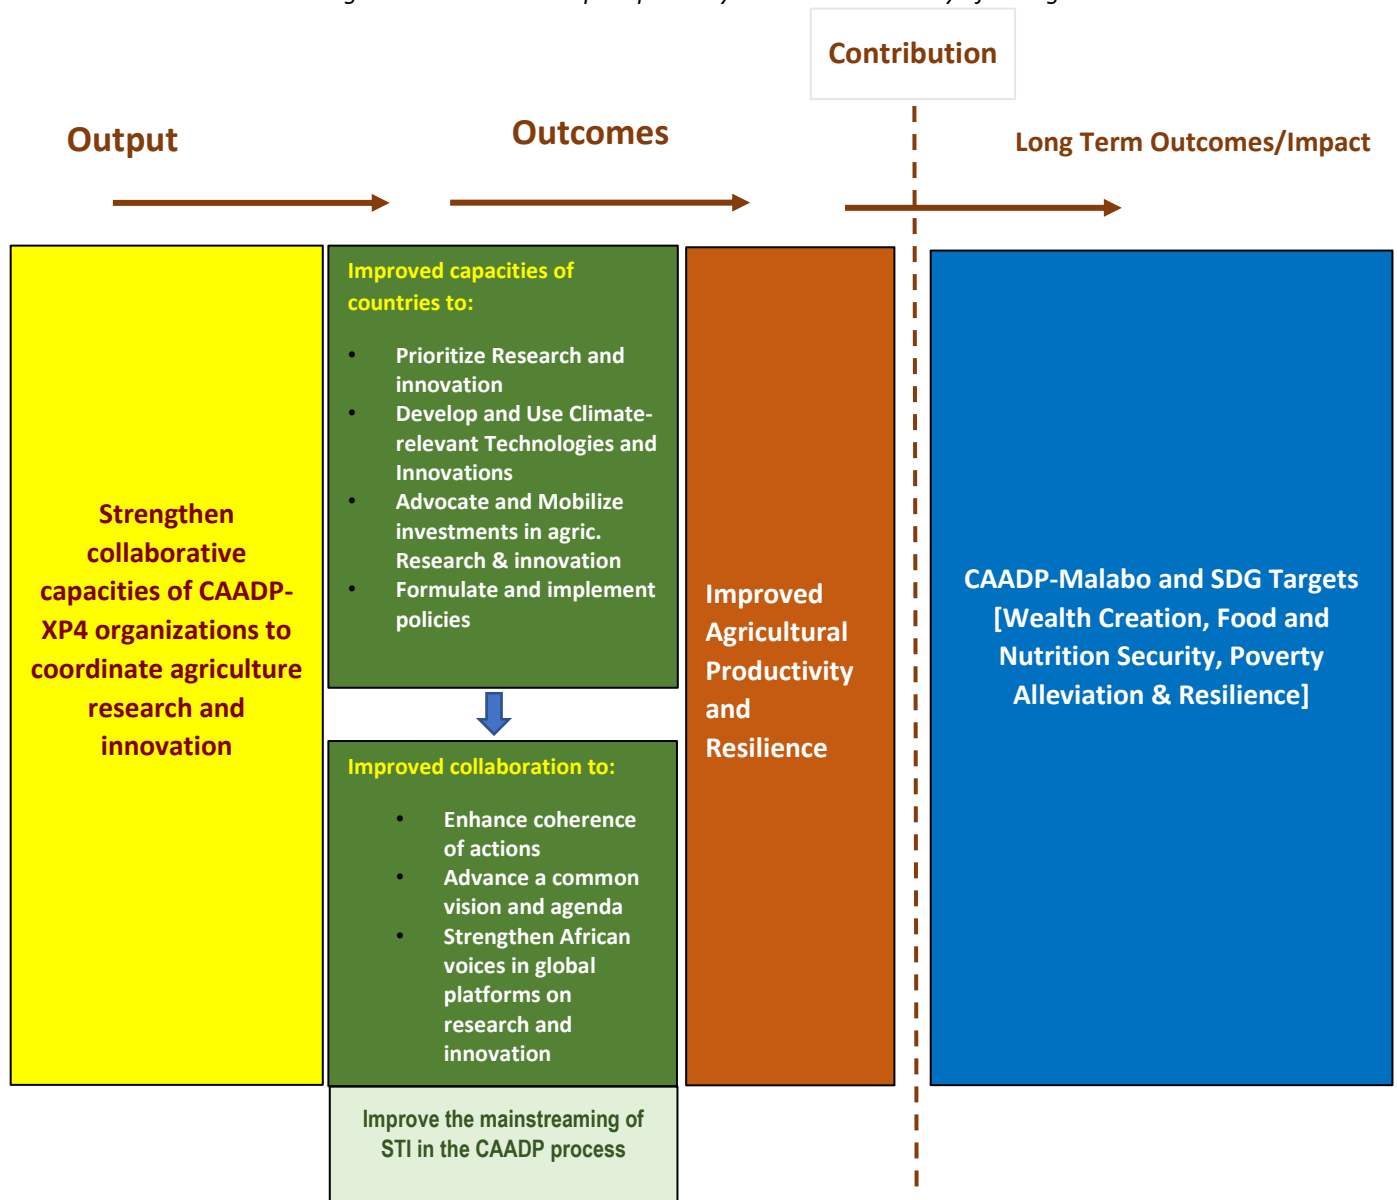 Contribution
Output
Outcomes
Long Term Outcomes/Impact
Strengthen
collaborative
capacities of CAADP-
XP4 organizations to
coordinate agriculture
research and
innovation
Improved capacities of
countries to:
• Prioritize Research and
innovation
• Develop and Use Climate-
relevant Technologies and
Innovations
• Advocate and Mobilize
investments in agric.
Research & innovation
• Formulate and implement
policies
Improved collaboration to:
• Enhance coherence
of actions
• Advance a common
vision and agenda
• Strengthen African
voices in global
platforms on
research and
innovation
Improve the mainstreaming of
STI in the CAADP process
Improved
Agricultural
Productivity
and
Resilience
CAADP-Malabo and SDG Targets
[Wealth Creation, Food and
Nutrition Security, Poverty
Alleviation & Resilience]